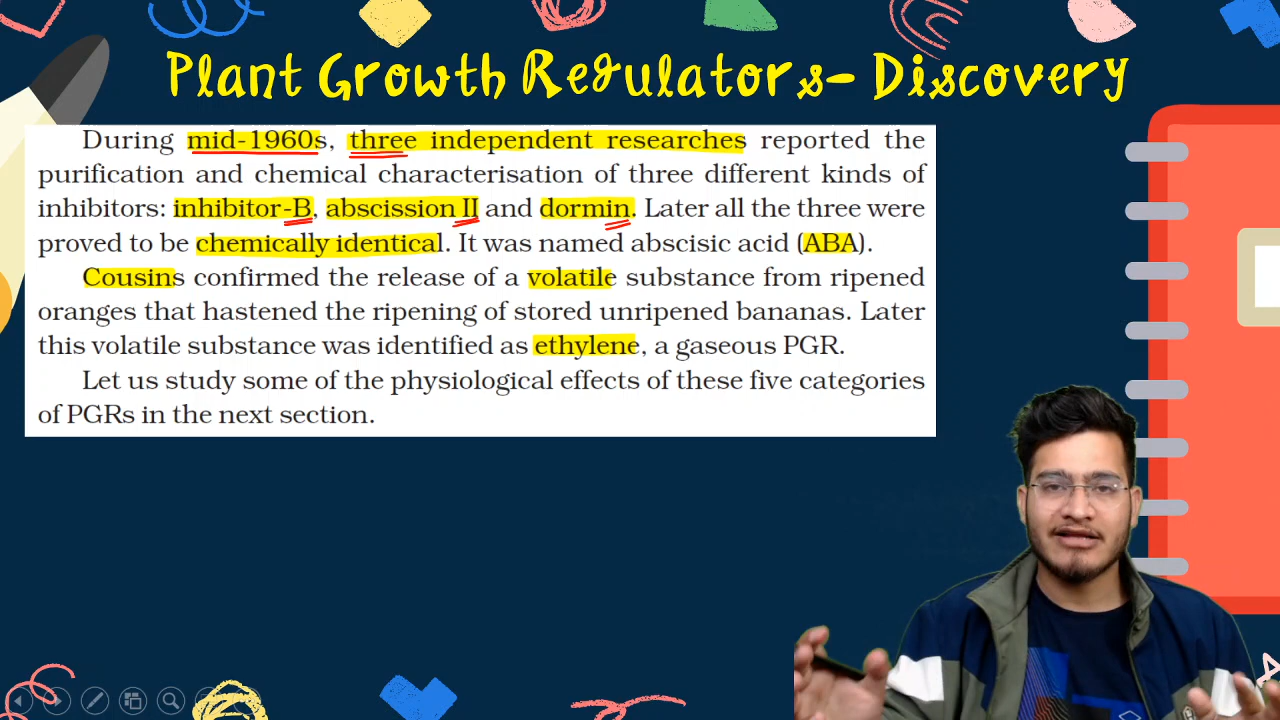 Plant Growth Regulators- Discovery
During mid-1960s, three independent researches reported the
purification and chemical characterisation of three different kinds of
inhibitors: inhibitor-B, abscission II and dormin. Later all the three were
proved to be chemically identical. It was named abscisic acid (ABA).
Cousins confirmed the release of a volatile substance from ripened
oranges that hastened the ripening of stored unripened bananas. Later
this volatile substance was identified as ethylene, a gaseous PGR.
Let us study some of the physiological effects of these five categories
of PGRs in the next section.